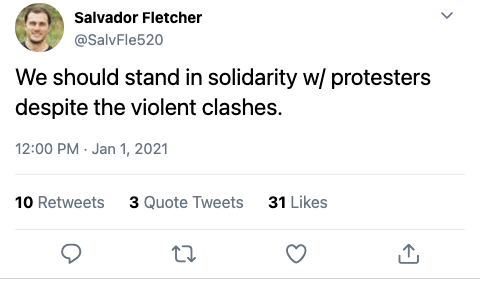 Salvador Fletcher
@SalvFle520
We should stand in solidarity w/ protesters
despite the violent clashes.
12:00 PM · Jan 1, 2021
10 Retweets 3 Quote Tweets 31 Likes